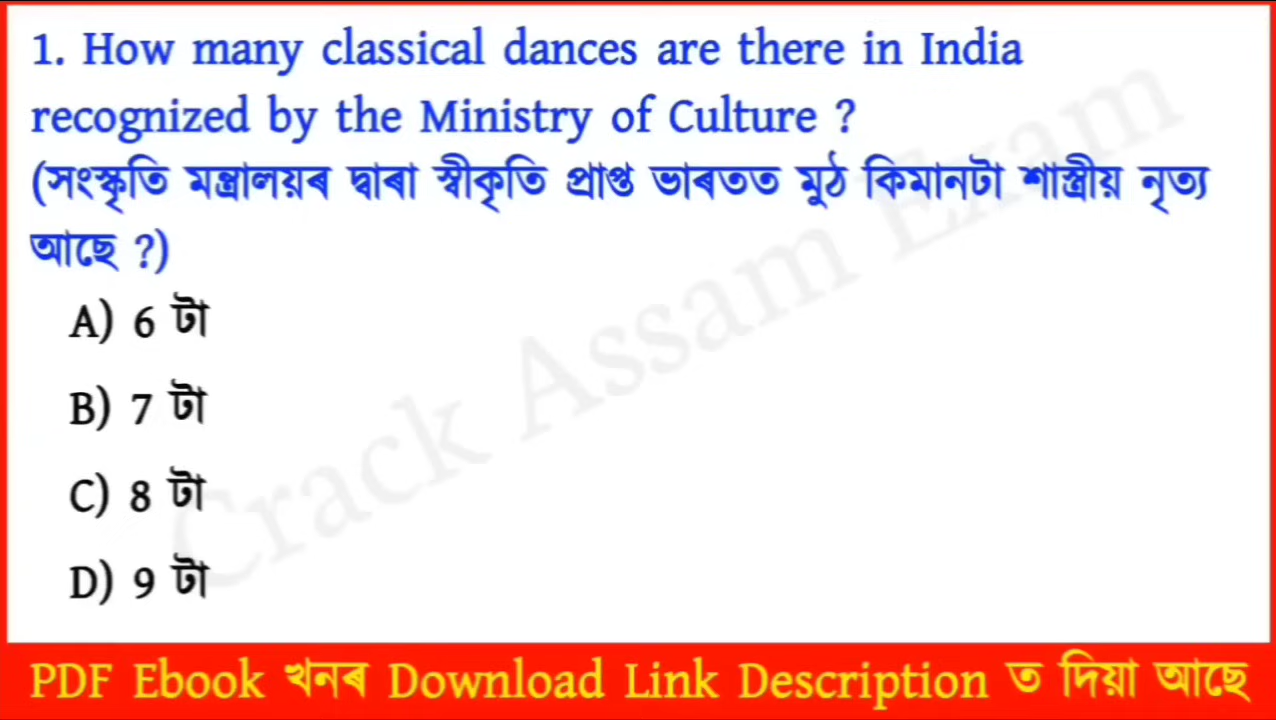 1. How many classical dances are there in India
recognized by the Ministry of Culture ?
(সংস্কৃতি মন্ত্ৰালয়ৰ দ্বাৰা স্বীকৃতি প্ৰাপ্ত ভাৰতত মুঠ কিমানটা শাস্ত্ৰীয় নৃত্য
আছে ?)
A) 6 টা
B) 7 টা
C) 8 টা
D) 9 টা
Crack Assam Exam
PDF Ebook খনৰ Download Link Description ত দিয়া আছে